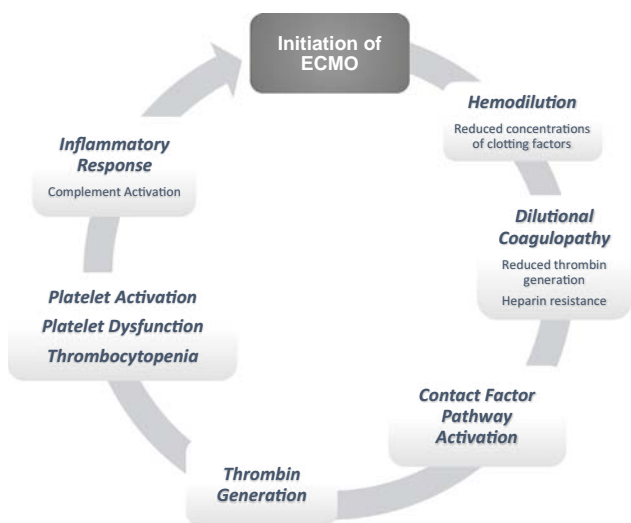 Initiation of
ECMO
Hemodilution
Reduced concentrations
of clotting factors
Dilutional
Coagulopathy
Reduced thrombin
generation
Heparin resistance
Contact Factor
Pathway
Activation
Thrombin
Generation
Platelet Activation
Platelet Dysfunction
Thrombocytopenia
Inflammatory
Response
Complement Activation